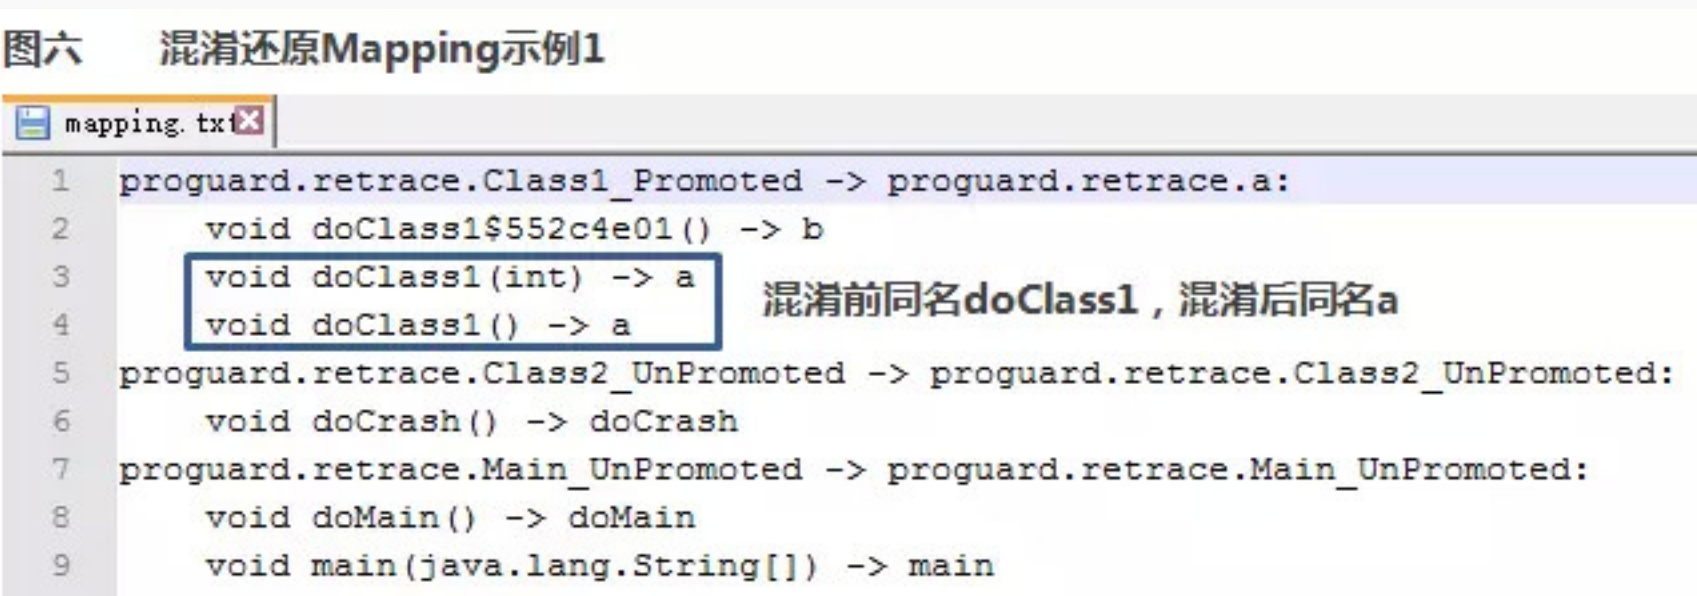 图六 混淆还原Mapping示例1
mapping.txt
1 proguard.retrace.Class1_Promoted -> proguard.retrace.a:
2 void doClass1$552c4e01() -> b
3 void doClass1(int) -> a
混淆前同名doClass1，混淆后同名a
4 void doClass1() -> a
5 proguard.retrace.Class2_UnPromoted -> proguard.retrace.Class2_UnPromoted:
6 void doCrash() -> doCrash
7 proguard.retrace.Main_UnPromoted -> proguard.retrace.Main_UnPromoted:
8 void doMain() -> doMain
9 void main(java.lang.String[]) -> main